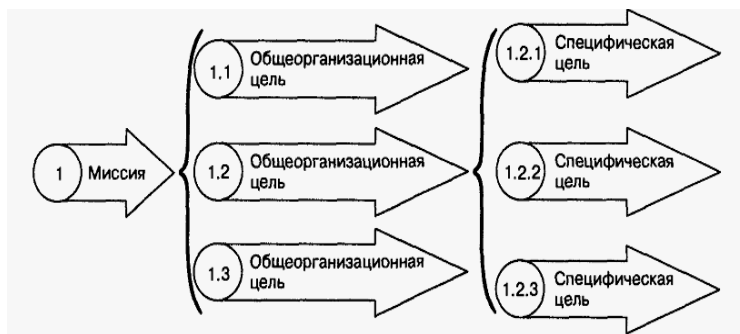 1 Миссия
1.1 Общеорганизационная
цель
1.2 Общеорганизационная
цель
1.3 Общеорганизационная
цель
1.2.1 Специфическая
цель
1.2.2 Специфическая
цель
1.2.3 Специфическая
цель